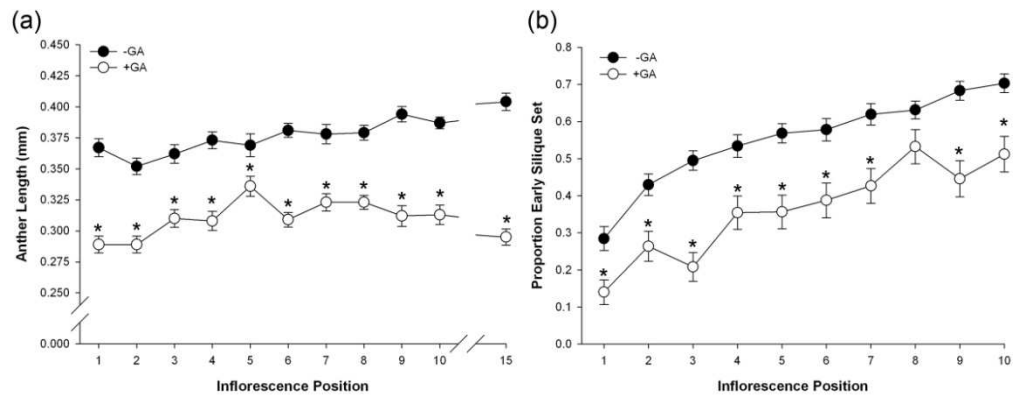 (a)
-GA
+GA
Anther Length (mm)
0.450
0.425
0.400
0.375
0.350
0.325
0.300
0.275
0.250
0.000
* * * * * * * * * * *
1 2 3 4 5 6 7 8 9 10 15
Inflorescence Position
(b)
-GA
+GA
Proportion Early Silique Set
0.8
0.7
0.6
0.5
0.4
0.3
0.2
0.1
0.0
* * * * * * * * *
1 2 3 4 5 6 7 8 9 10
Inflorescence Position